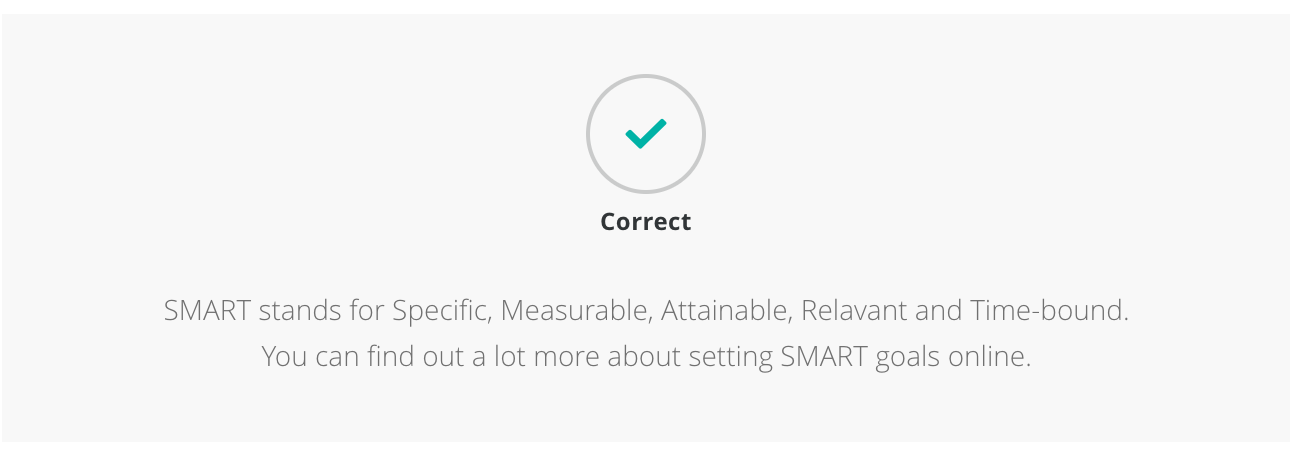 Correct
SMART stands for Specific, Measurable, Attainable, Relavant and Time-bound.
You can find out a lot more about setting SMART goals online.